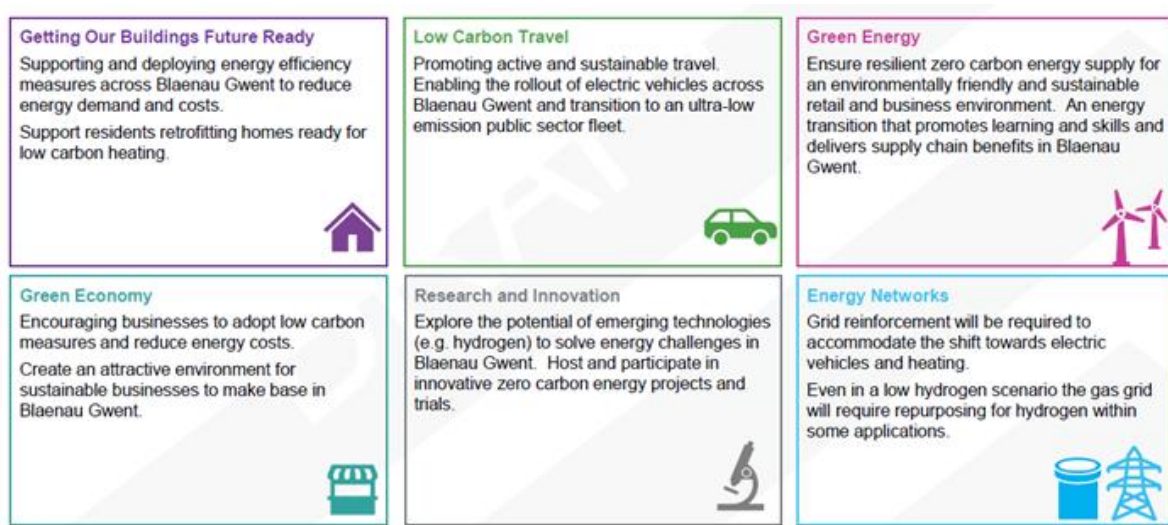 Getting Our Buildings Future Ready
Supporting and deploying energy efficiency
measures across Blaenau Gwent to reduce
energy demand and costs.
Support residents retrofitting homes ready for
low carbon heating.
Low Carbon Travel
Promoting active and sustainable travel.
Enabling the rollout of electric vehicles across
Blaenau Gwent and transition to an ultra-low
emission public sector fleet.
Green Energy
Ensure resilient zero carbon energy supply for
an environmentally friendly and sustainable
retail and business environment. An energy
transition that promotes learning and skills and
delivers supply chain benefits in Blaenau
Gwent.
Green Economy
Encouraging businesses to adopt low carbon
measures and reduce energy costs.
Create an attractive environment for
sustainable businesses to make base in
Blaenau Gwent.
Research and Innovation
Explore the potential of emerging technologies
(e.g. hydrogen) to solve energy challenges in
Blaenau Gwent. Host and participate in
innovative zero carbon energy projects and
trials.
Energy Networks
Grid reinforcement will be required to
accommodate the shift towards electric
vehicles and heating.
Even in a low hydrogen scenario the gas grid
will require repurposing for hydrogen within
some applications.